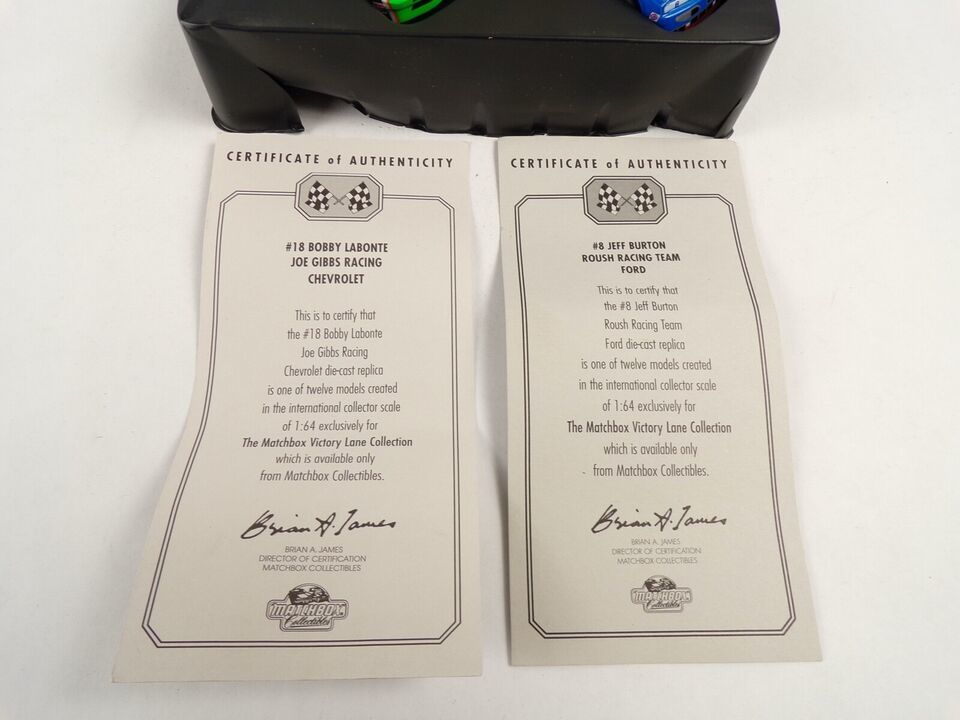 CERTIFICATE of AUTHENTICITY
#18 BOBBY LABONTE
JOE GIBBS RACING
CHEVROLET
This is to certify that
the #18 Bobby Labonte
Joe Gibbs Racing
Chevrolet die-cast replica
is one of twelve models created
in the international collector scale
of 1:64 exclusively for
The Matchbox Victory Lane Collection
which is available only
from Matchbox Collectibles.
Brian A. James
BRIAN A. JAMES
DIRECTOR OF CERTIFICATION
MATCHBOX COLLECTIBLES
MATCHBOX
Collectibles
CERTIFICATE of AUTHENTICITY
#8 JEFF BURTON
ROUSH RACING TEAM
FORD
This is to certify that
the #8 Jeff Burton
Roush Racing Team
Ford die-cast replica
is one of twelve models created
in the international collector scale
of 1:64 exclusively for
The Matchbox Victory Lane Collection
which is available only
from Matchbox Collectibles.
Brian A. James
BRIAN A. JAMES
DIRECTOR OF CERTIFICATION
MATCHBOX COLLECTIBLES
MATCHBOX
Collectibles